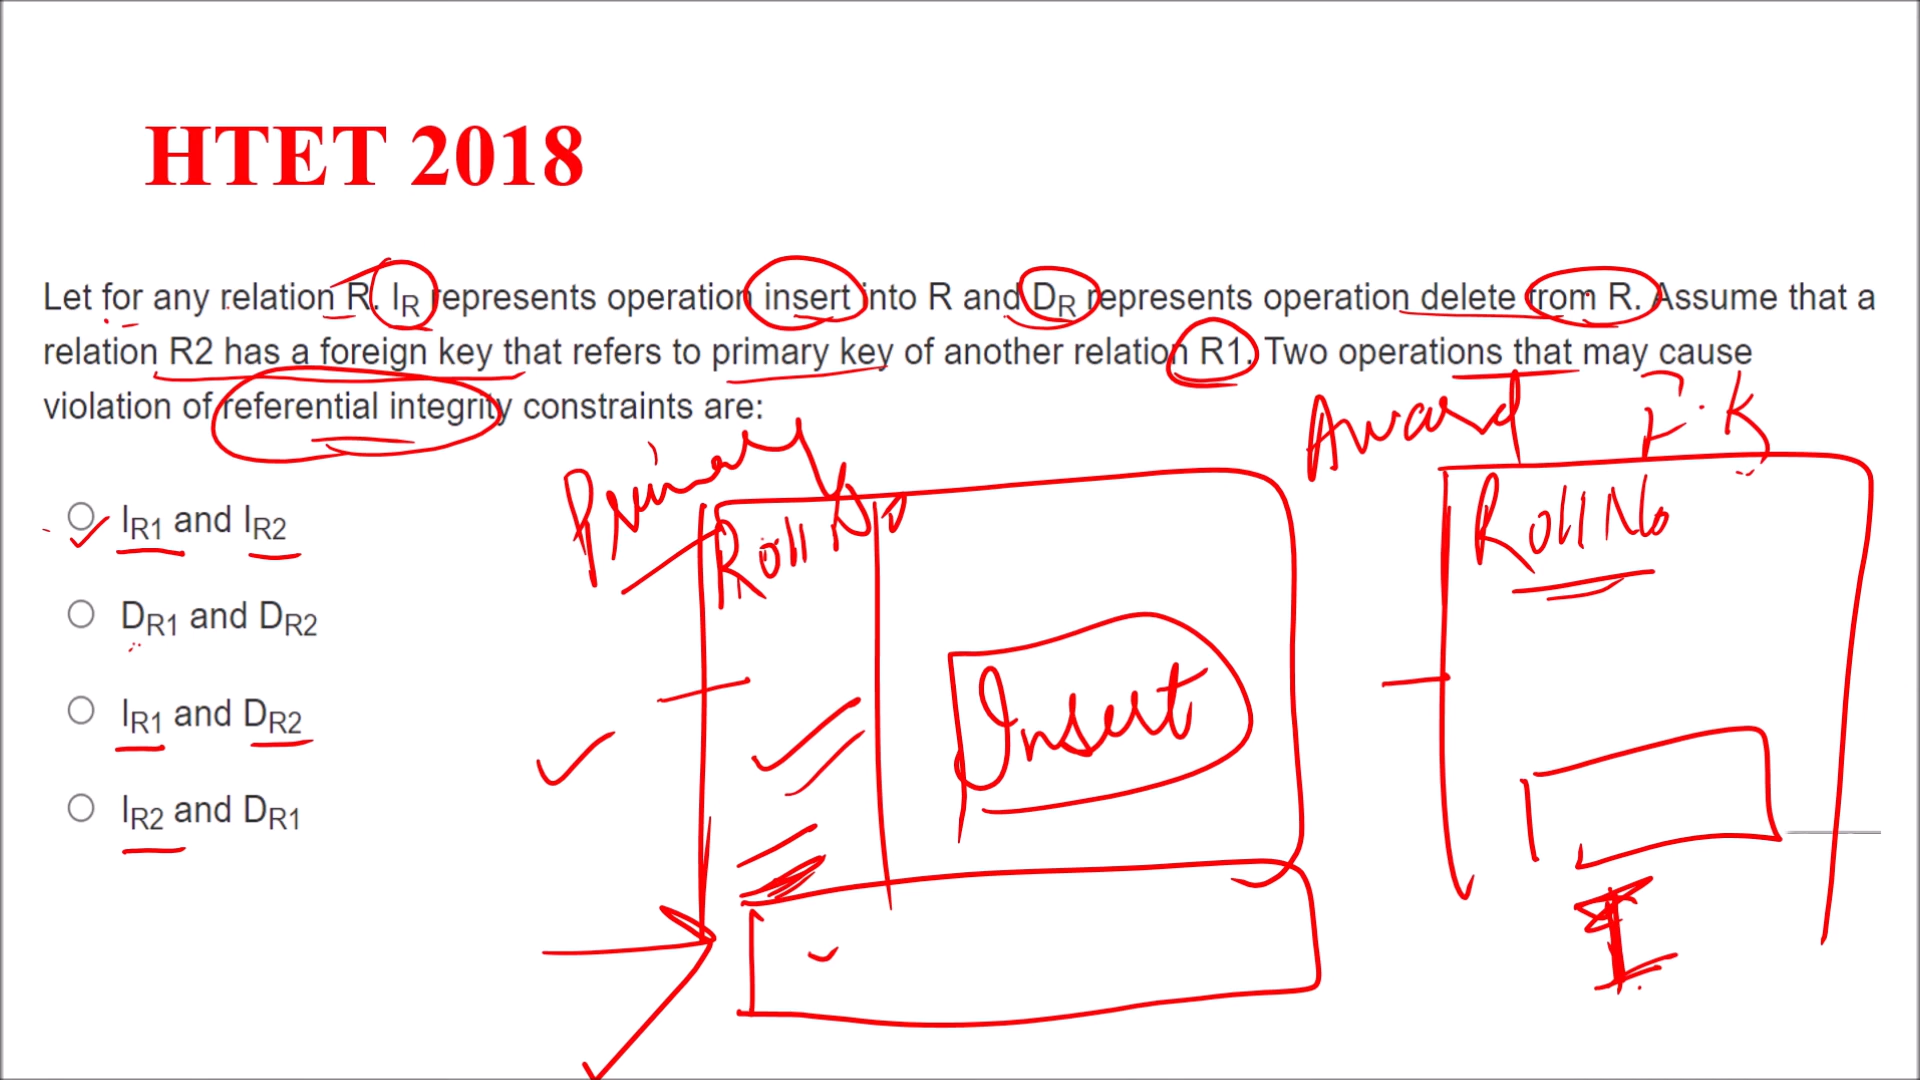 HTET 2018
Let for any relation R. IR represents operation insert into R and DR represents operation delete from R. Assume that a
relation R2 has a foreign key that refers to primary key of another relation R1. Two operations that may cause
violation of referential integrity constraints are:
Award F.K
Primary
IR1 and IR2
Roll No
Roll No
DR1 and DR2
Insert
IR1 and DR2
IR2 and DR1
I